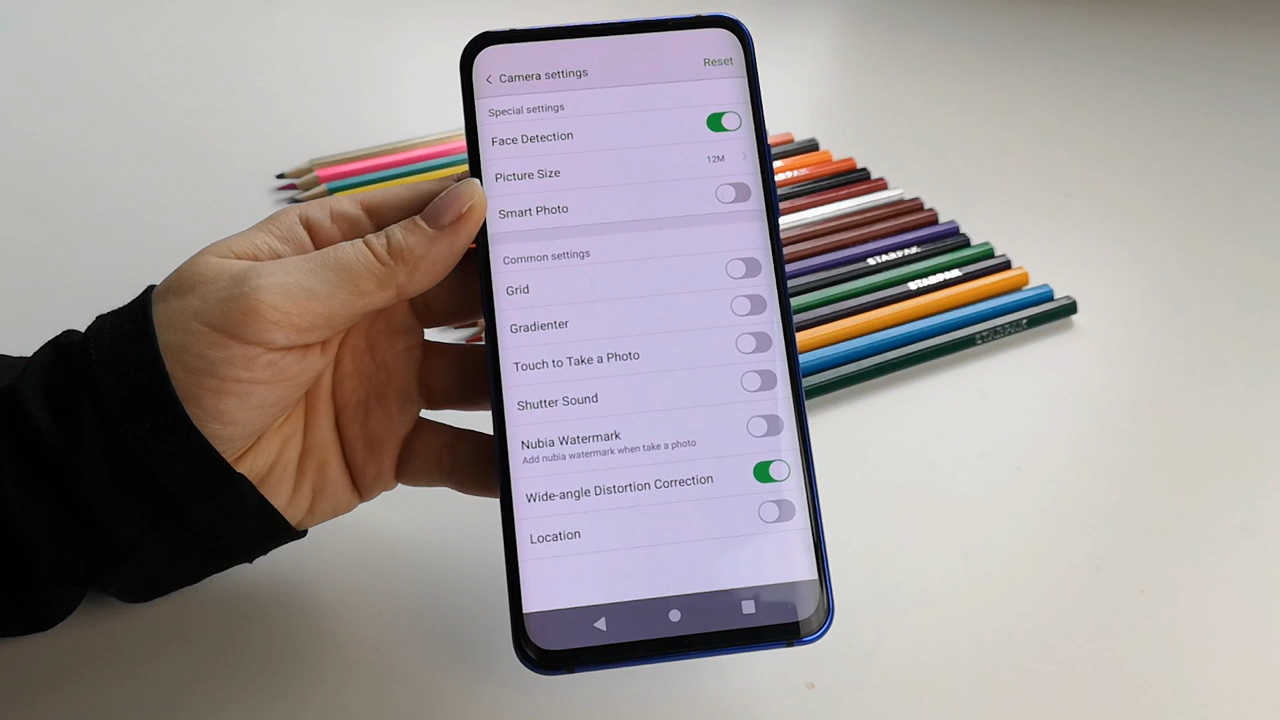 Camera settings
Reset
Special settings
Face Detection
Picture Size
12M
Smart Photo
Common settings
Grid
Gradienter
Touch to Take a Photo
Shutter Sound
Nubia Watermark
Add nubia watermark when take a photo
Wide-angle Distortion Correction
Location
STARPAK
STARPAK
STARPAK